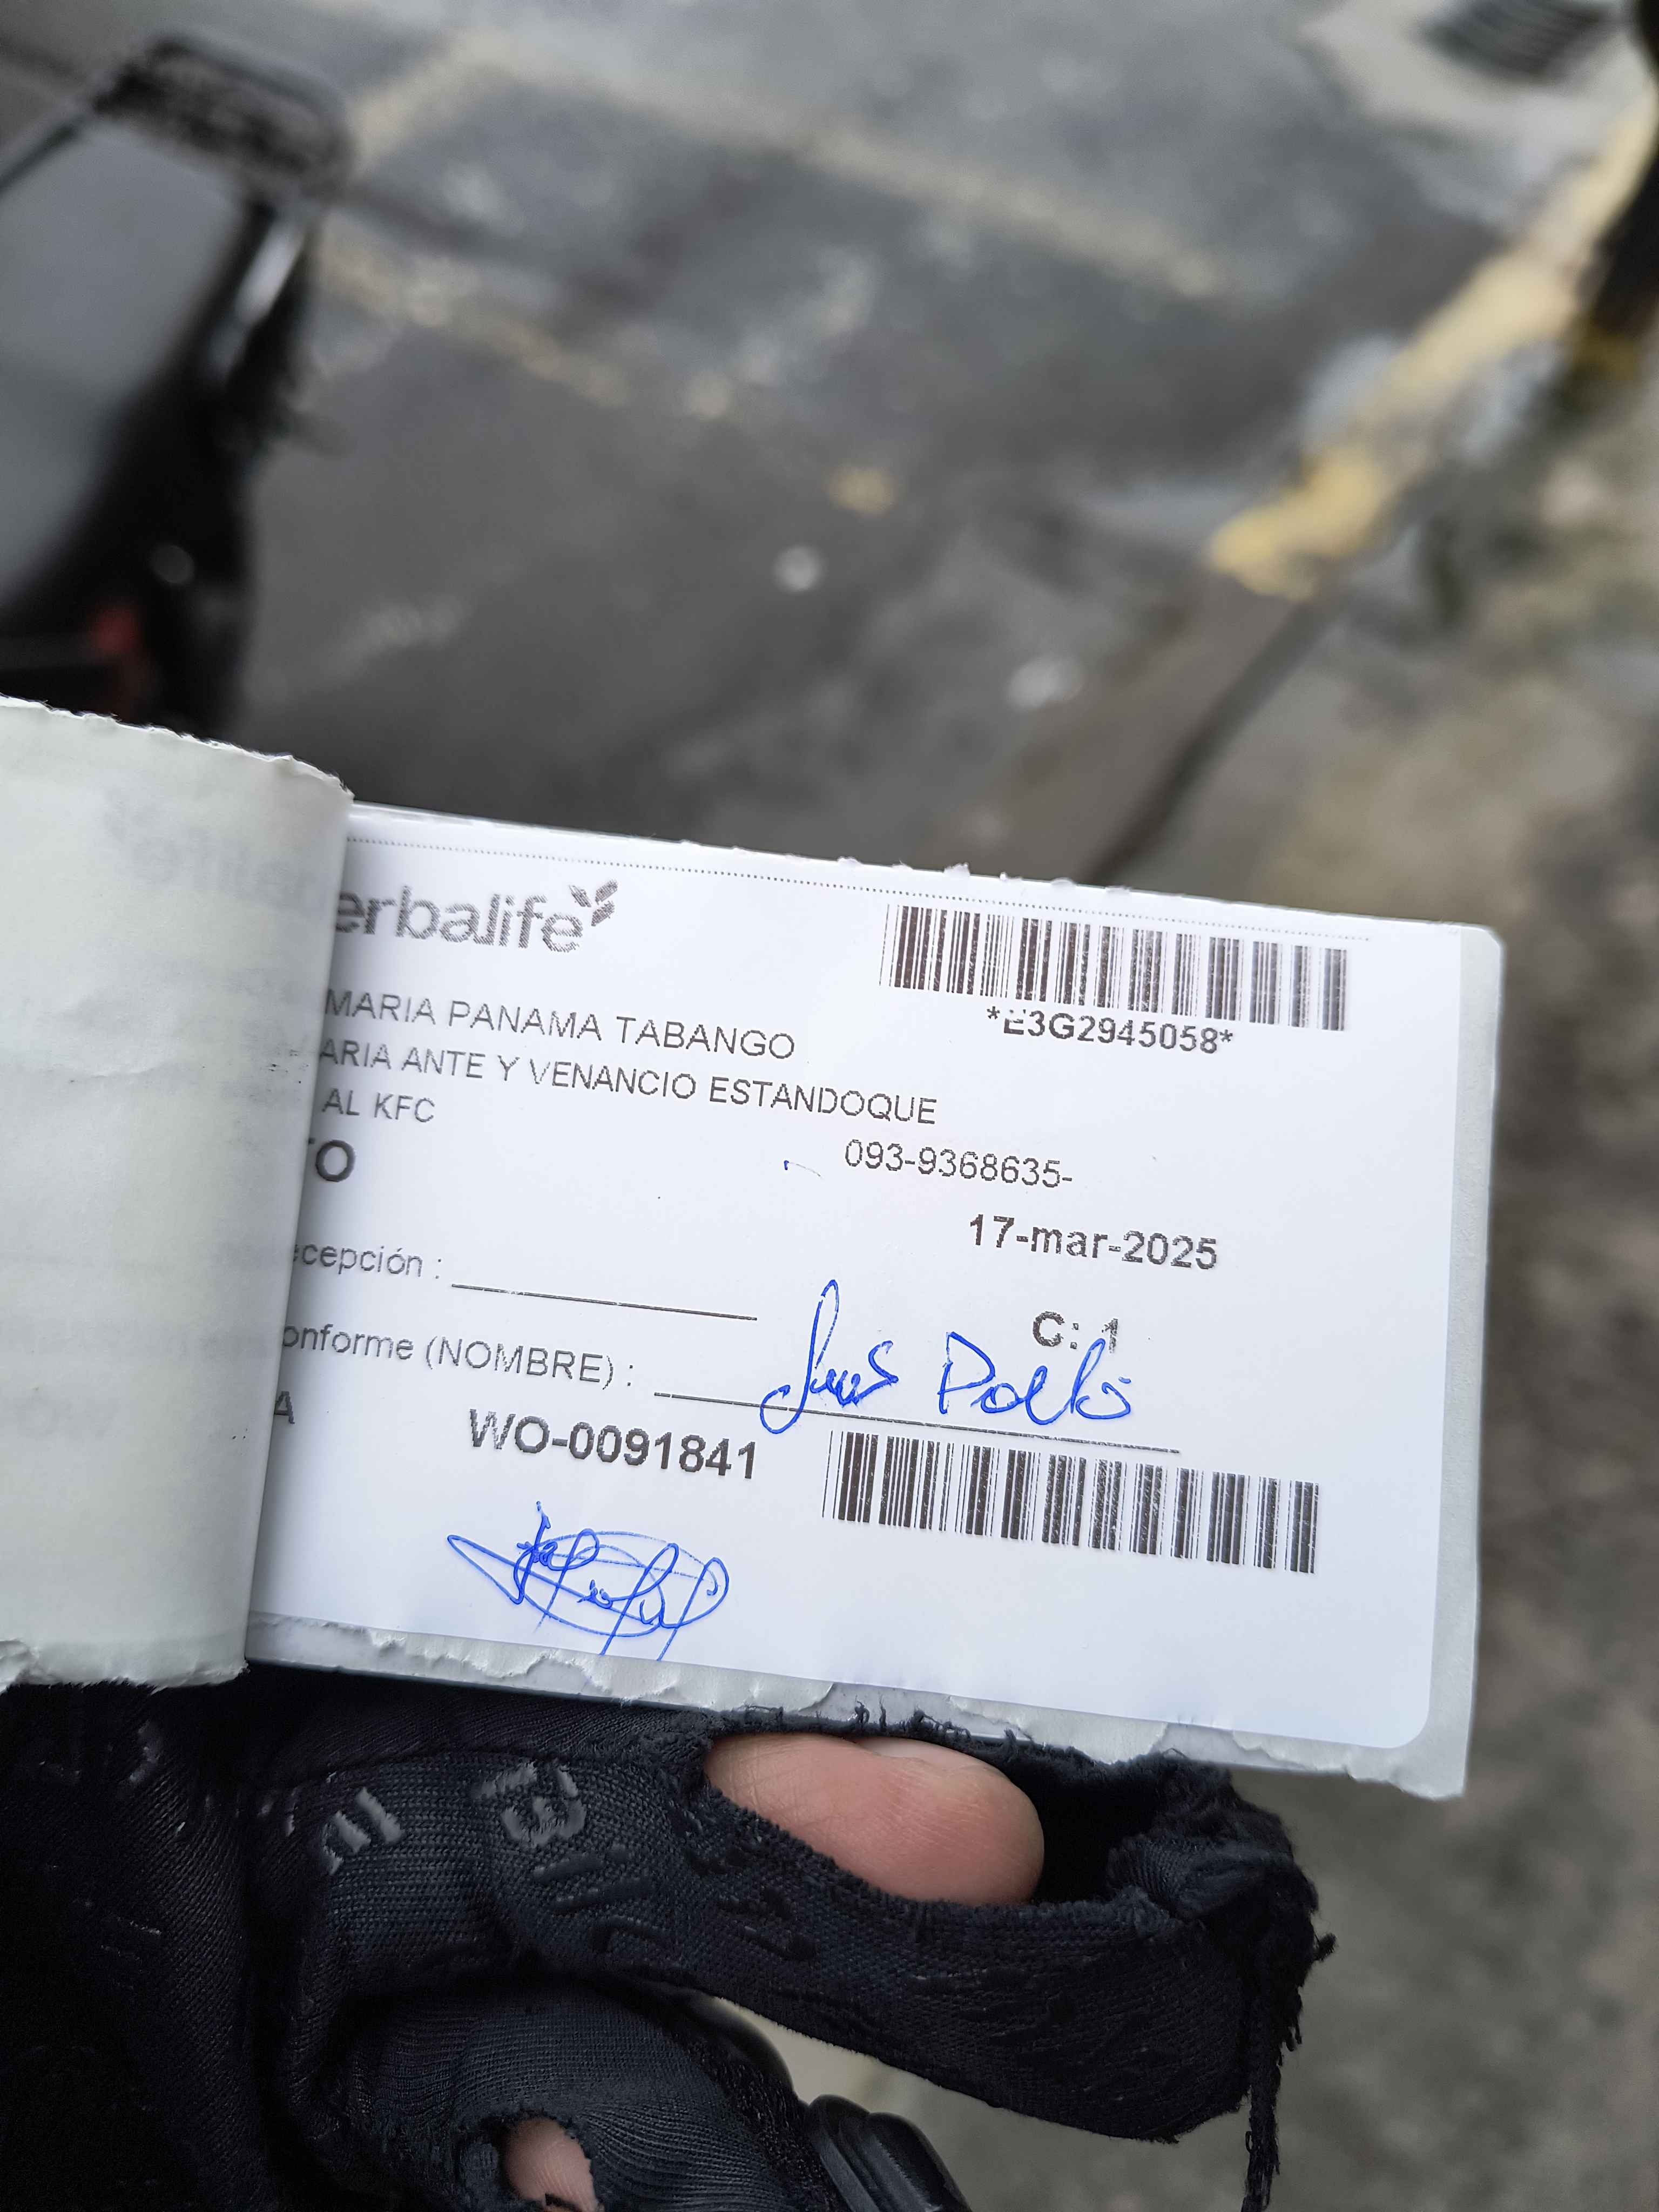 erbalife
*E3G2945058*
MARIA PANAMA TABANGO
ARIA ANTE Y VENANCIO ESTANDOQUE
AL KFC
093-9368635-
TO
17-mar-2025
ecepción :
C: 1
onforme (NOMBRE) : Luis
A
WO-0091841